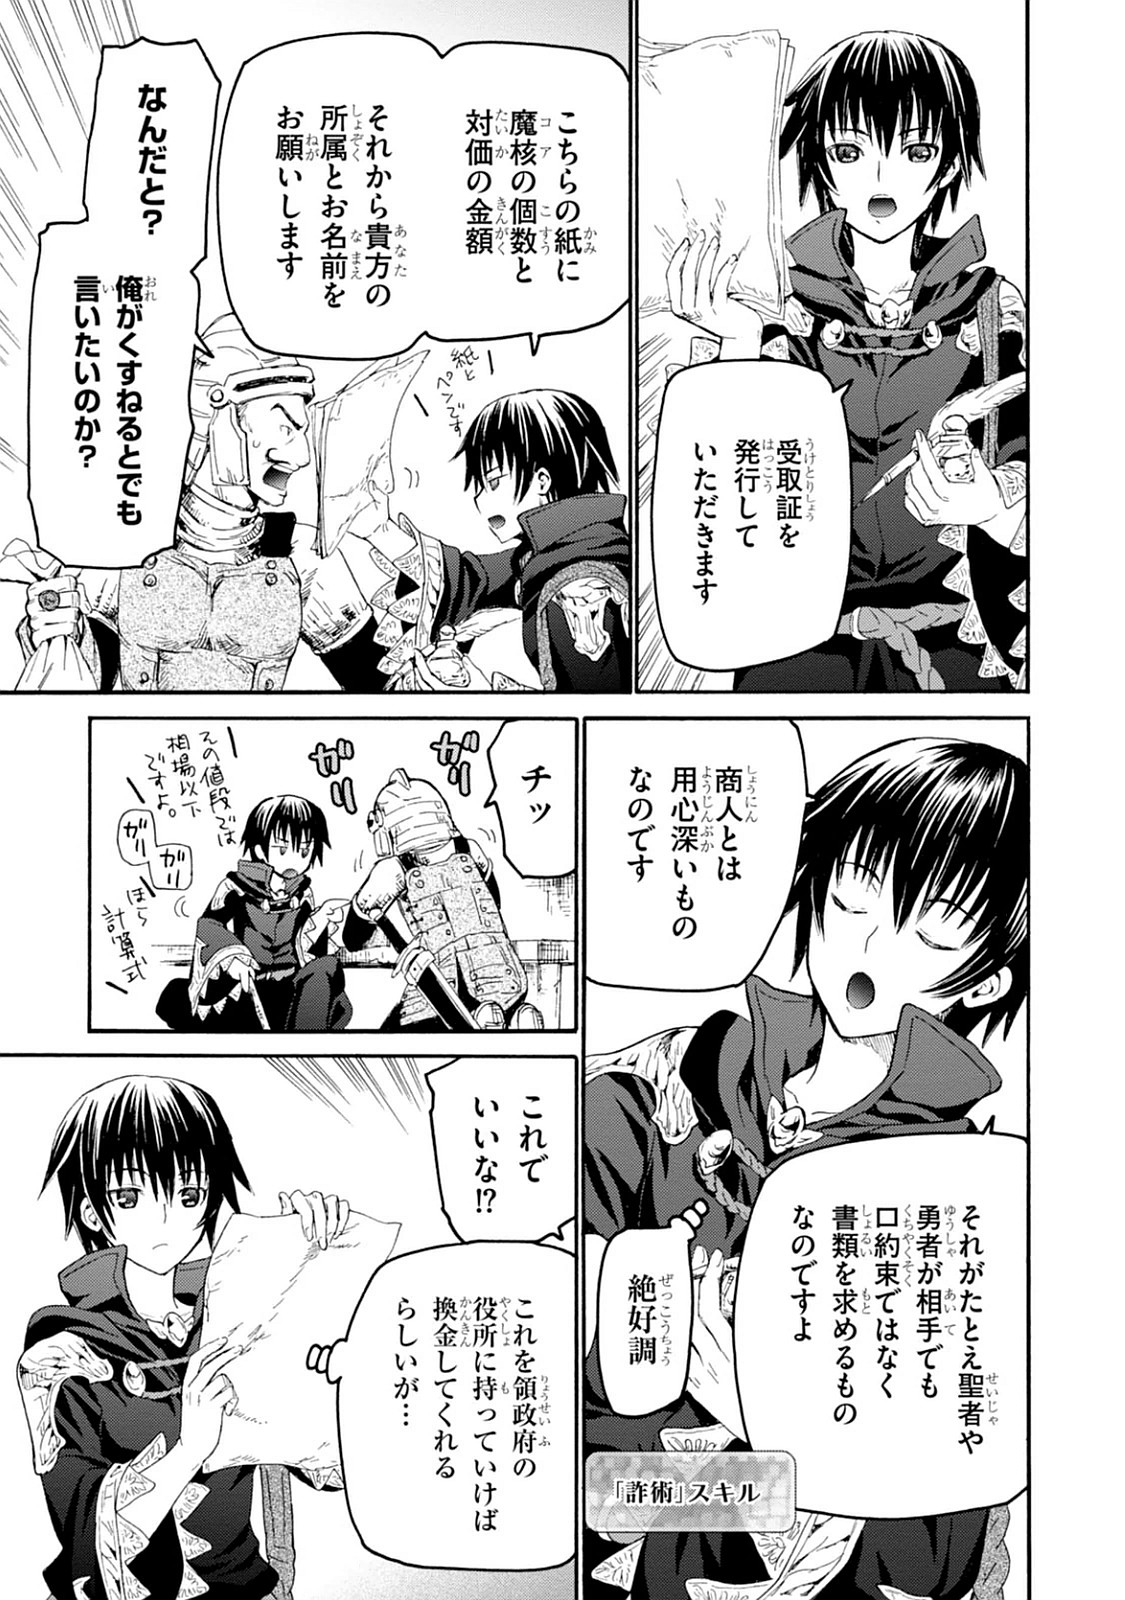 受取証を
発行して
いただきます
こちらの紙に
魔核の個数と
対価の金額
それから貴方の
所属とお名前を
お願いします
紙と
ペンです
なんだと?
俺がくすねるとでも
言いたいのか?
商人とは
用心深いもの
なのです
それがたとえ聖者や
勇者が相手でも
口約束ではなく
書類を求めるもの
なのですよ
絶好調
「詐術」スキル
チッ
ガリ
ガリ
その値段では
相場以下
ですよ。
ガリ
ガリ
ほら
計算式
これで
いいな!?
これを領政府の
役所に持っていけば
換金してくれる
らしいが…